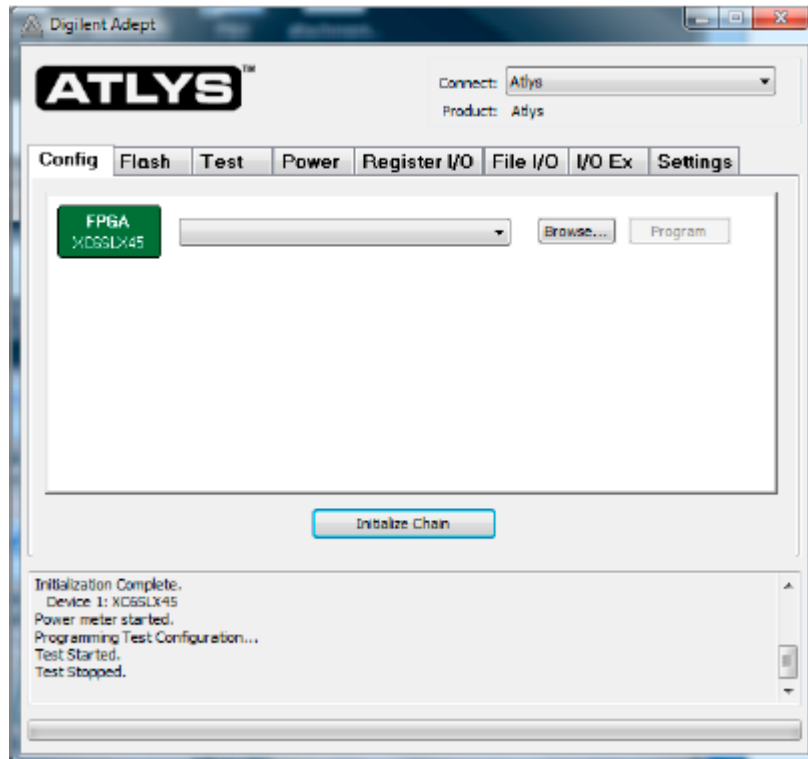 Digilent Adept
ATLYS™
Connect: Atlys
Product: Atlys
Config Flash Test Power Register I/O File I/O I/O Ex Settings
FPGA
XC6SLX45
Browse... Program
Initialize Chain
Initialization Complete.
Device 1: XC6SLX45
Power meter started.
Programming Test Configuration...
Test Started.
Test Stopped.